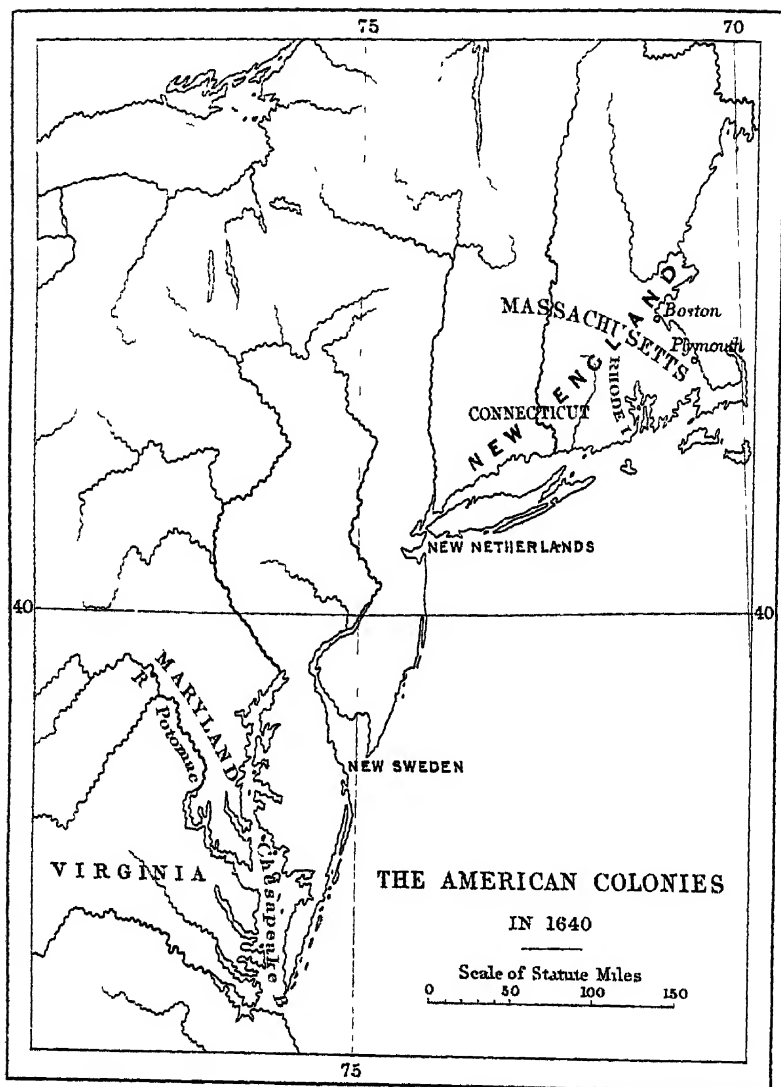 75
70
MASSACHUSETTS
Boston
Plymouth
NEW ENGLAND
RHODE I.
CONNECTICUT
NEW NETHERLANDS
40
40
MARYLAND
R. Potomac
NEW SWEDEN
VIRGINIA
Chesapeake B
THE AMERICAN COLONIES
IN 1640
Scale of Statute Miles
0 50 100 150
75